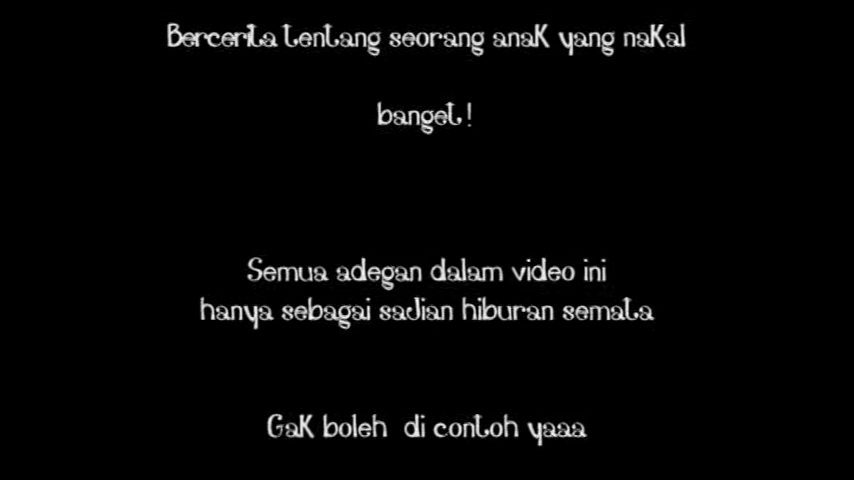 Bercerita tentang seorang anak yang nakal
banget!
Semua adegan dalam video ini
hanya sebagai sajian hiburan semata
Gak boleh di contoh yaaa